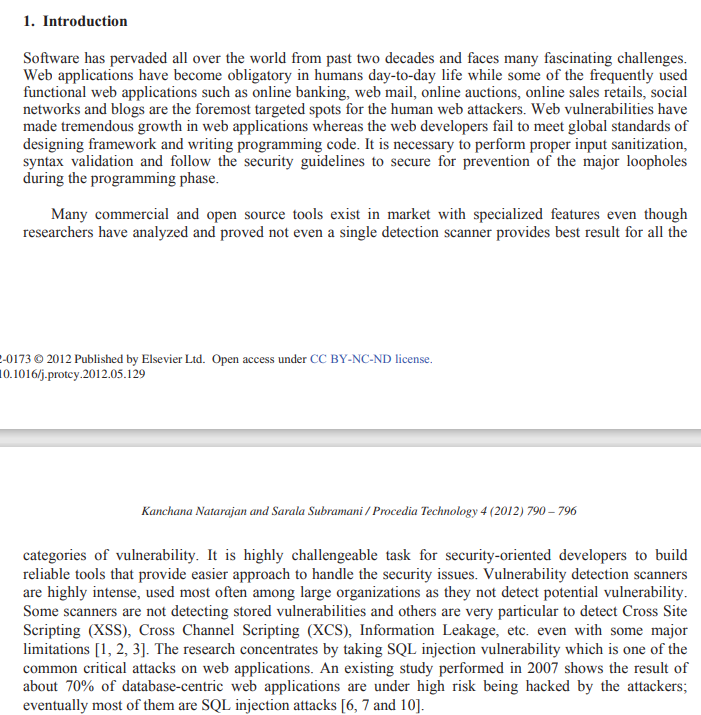 1. Introduction
Software has pervaded all over the world from past two decades and faces many fascinating challenges.
Web applications have become obligatory in humans day-to-day life while some of the frequently used
functional web applications such as online banking, web mail, online auctions, online sales retails, social
networks and blogs are the foremost targeted spots for the human web attackers. Web vulnerabilities have
made tremendous growth in web applications whereas the web developers fail to meet global standards of
designing framework and writing programming code. It is necessary to perform proper input sanitization,
syntax validation and follow the security guidelines to secure for prevention of the major loopholes
during the programming phase.
Many commercial and open source tools exist in market with specialized features even though
researchers have analyzed and proved not even a single detection scanner provides best result for all the
-0173 © 2012 Published by Elsevier Ltd. Open access under CC BY-NC-ND license.
10.1016/j.protcy.2012.05.129
Kanchana Natarajan and Sarala Subramani / Procedia Technology 4 (2012) 790 – 796
categories of vulnerability. It is highly challengeable task for security-oriented developers to build
reliable tools that provide easier approach to handle the security issues. Vulnerability detection scanners
are highly intense, used most often among large organizations as they not detect potential vulnerability.
Some scanners are not detecting stored vulnerabilities and others are very particular to detect Cross Site
Scripting (XSS), Cross Channel Scripting (XCS), Information Leakage, etc. even with some major
limitations [1, 2, 3]. The research concentrates by taking SQL injection vulnerability which is one of the
common critical attacks on web applications. An existing study performed in 2007 shows the result of
about 70% of database-centric web applications are under high risk being hacked by the attackers;
eventually most of them are SQL injection attacks [6, 7 and 10].